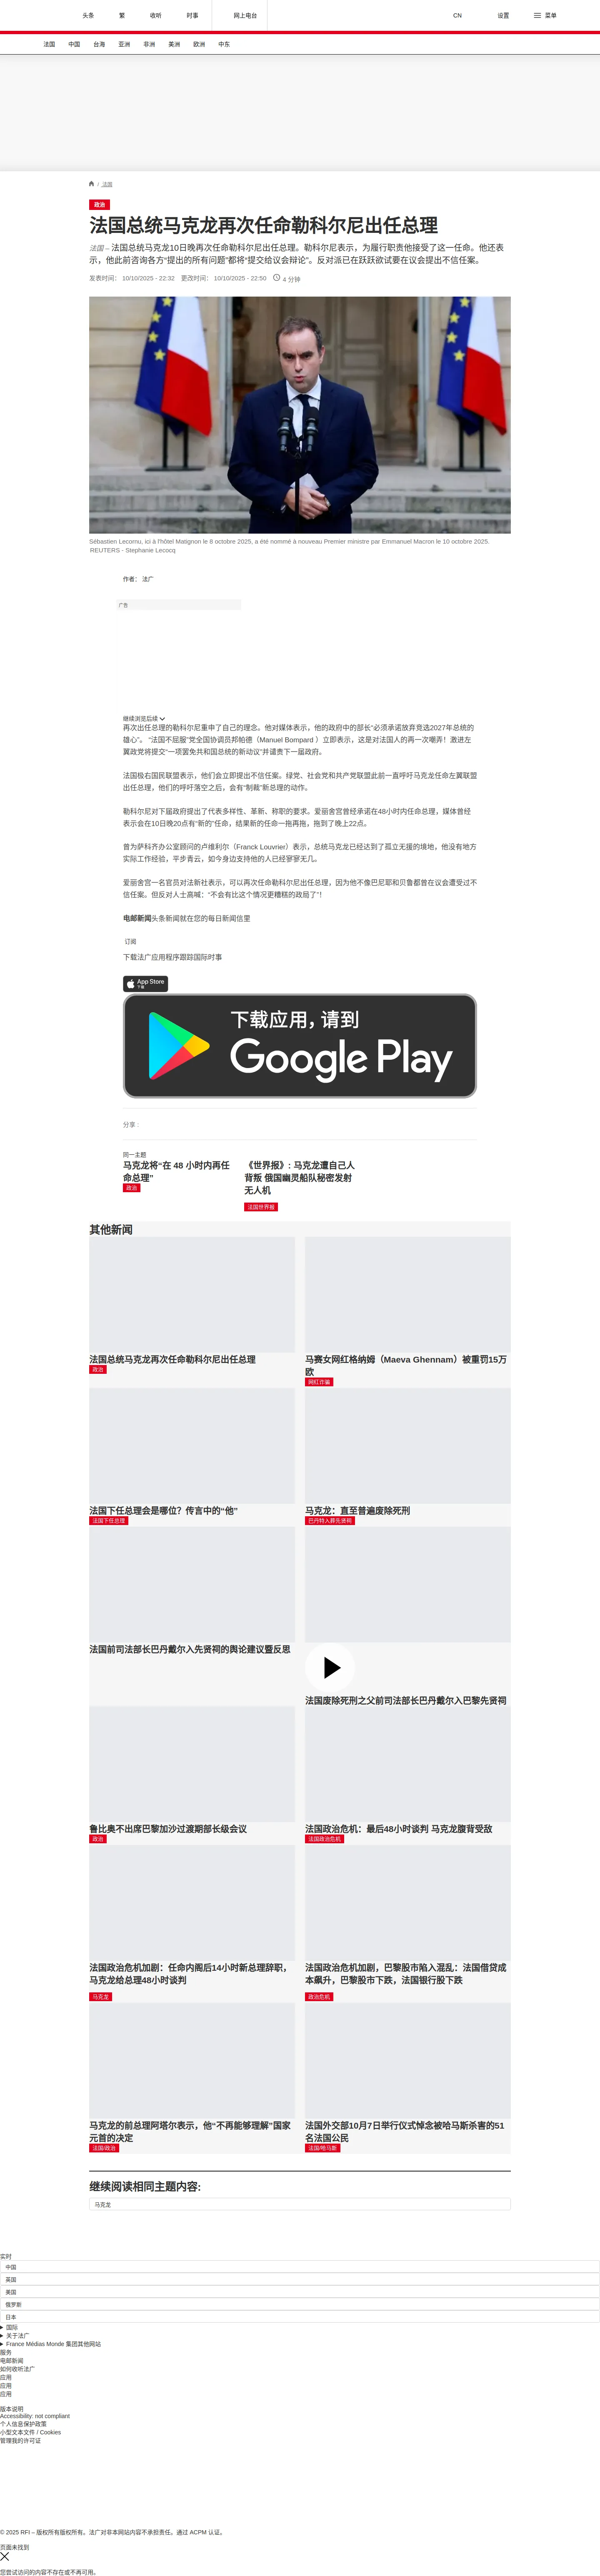 头条
繁
收听
时事
网上电台
CN
设置
菜单
法国
中国
台海
亚洲
非洲
美洲
欧洲
中东
/ 法国
政治
法国总统马克龙再次任命勒科尔尼出任总理
法国 – 法国总统马克龙10日晚再次任命勒科尔尼出任总理。勒科尔尼表示，为履行职责他接受了这一任命。他还表
示，他此前咨询各方“提出的所有问题”都将“提交给议会辩论”。反对派已在跃跃欲试要在议会提出不信任案。
发表时间： 10/10/2025 - 22:32 更改时间： 10/10/2025 - 22:50 4 分钟
Sébastien Lecornu, ici à l'hôtel Matignon le 8 octobre 2025, a été nommé à nouveau Premier ministre par Emmanuel Macron le 10 octobre 2025.
REUTERS - Stephanie Lecocq
作者： 法广
广告
继续浏览后续
再次出任总理的勒科尔尼重申了自己的理念。他对媒体表示，他的政府中的部长“必须承诺放弃竞选2027年总统的
雄心”。 “法国不屈服”党全国协调员邦帕德（Manuel Bompard ）立即表示，这是对法国人的再一次嘲弄！激进左
翼政党将提交“一项罢免共和国总统的新动议”并谴责下一届政府。
法国极右国民联盟表示，他们会立即提出不信任案。绿党、社会党和共产党联盟此前一直呼吁马克龙任命左翼联盟
出任总理，他们的呼吁落空之后，会有“制裁”新总理的动作。
勒科尔尼对下届政府提出了代表多样性、革新、称职的要求。爱丽舍宫曾经承诺在48小时内任命总理，媒体曾经
表示会在10日晚20点有“新的”任命，结果新的任命一拖再拖，拖到了晚上22点。
曾为萨科齐办公室顾问的卢维利尔（Franck Louvrier）表示，总统马克龙已经达到了孤立无援的境地，他没有地方
实际工作经验，平步青云，如今身边支持他的人已经寥寥无几。
爱丽舍宫一名官员对法新社表示，可以再次任命勒科尔尼出任总理，因为他不像巴尼耶和贝鲁都曾在议会遭受过不
信任案。但反对人士高喊：“不会有比这个情况更糟糕的政局了”！
电邮新闻头条新闻就在您的每日新闻信里
订阅
下载法广应用程序跟踪国际时事
App Store
下载
下载应用，请到
Google Play
分享 :
同一主题
马克龙将“在 48 小时内再任
命总理”
政治
《世界报》: 马克龙遭自己人
背叛 俄国幽灵船队秘密发射
无人机
法国世界报
其他新闻
法国总统马克龙再次任命勒科尔尼出任总理
政治
马赛女网红格纳姆（Maeva Ghennam）被重罚15万
欧
网红诈骗
法国下任总理会是哪位？传言中的“他”
法国下任总理
马克龙：直至普遍废除死刑
巴丹特入葬先贤祠
法国前司法部长巴丹戴尔入先贤祠的舆论建议暨反思
法国废除死刑之父前司法部长巴丹戴尔入巴黎先贤祠
鲁比奥不出席巴黎加沙过渡期部长级会议
政治
法国政治危机：最后48小时谈判 马克龙腹背受敌
法国政治危机
法国政治危机加剧：任命内阁后14小时新总理辞职，
马克龙给总理48小时谈判
马克龙
法国政治危机加剧，巴黎股市陷入混乱：法国借贷成
本飙升，巴黎股市下跌，法国银行股下跌
政治危机
马克龙的前总理阿塔尔表示，他“不再能够理解”国家
元首的决定
法国/政治
法国外交部10月7日举行仪式悼念被哈马斯杀害的51
名法国公民
法国/哈马斯
继续阅读相同主题内容:
马克龙
实时
中国
英国
美国
俄罗斯
日本
国际
关于法广
France Médias Monde 集团其他网站
服务
电邮新闻
如何收听法广
应用
应用
应用
版本说明
Accessibility: not compliant
个人信息保护政策
小型文本文件 / Cookies
管理我的许可证
© 2025 RFI – 版权所有版权所有。法广对非本网站内容不承担责任。通过 ACPM 认证。
页面未找到
您尝试访问的内容不存在或不再可用。